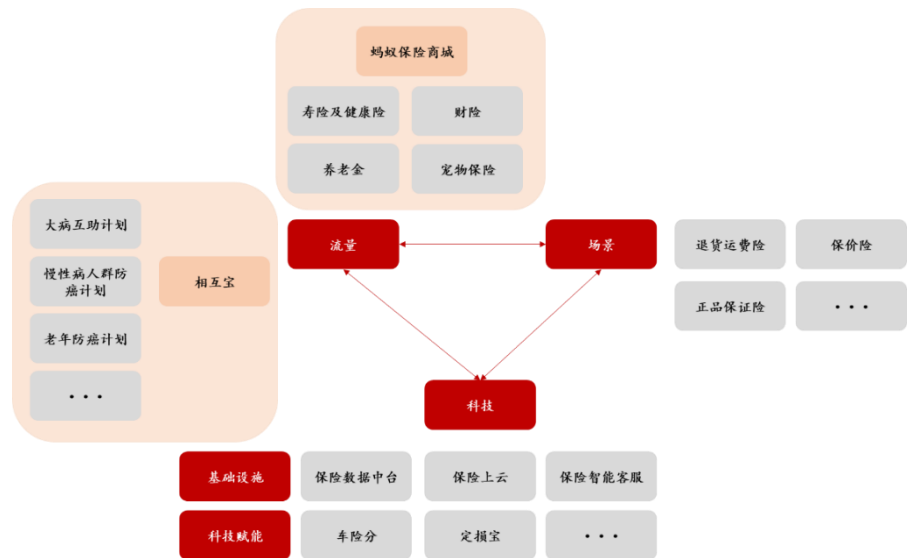 蚂蚁保险商城
寿险及健康险
财险
养老金
宠物保险
大病互助计划
慢性病人群防
癌计划
老年防癌计划
• • •
相互宝
流量
场景
退货运费险
保价险
正品保证险
• • •
科技
基础设施
保险数据中台
保险上云
保险智能客服
科技赋能
车险分
定损宝
• • •